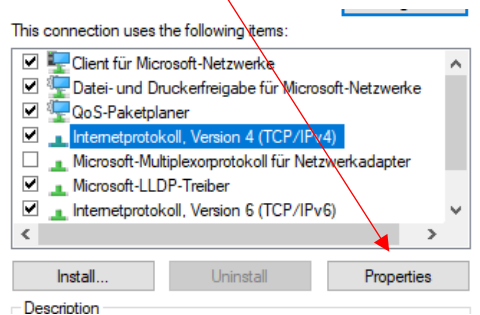 This connection uses the following items:
Client für Microsoft-Netzwerke
Datei- und Druckerfreigabe für Microsoft-Netzwerke
QoS-Paketplaner
Internetprotokoll, Version 4 (TCP/IPv4)
Microsoft-Multiplexorprotokoll für Netzwerkadapter
Microsoft-LLDP-Treiber
Internetprotokoll, Version 6 (TCP/IPv6)
Install... Uninstall Properties
Description